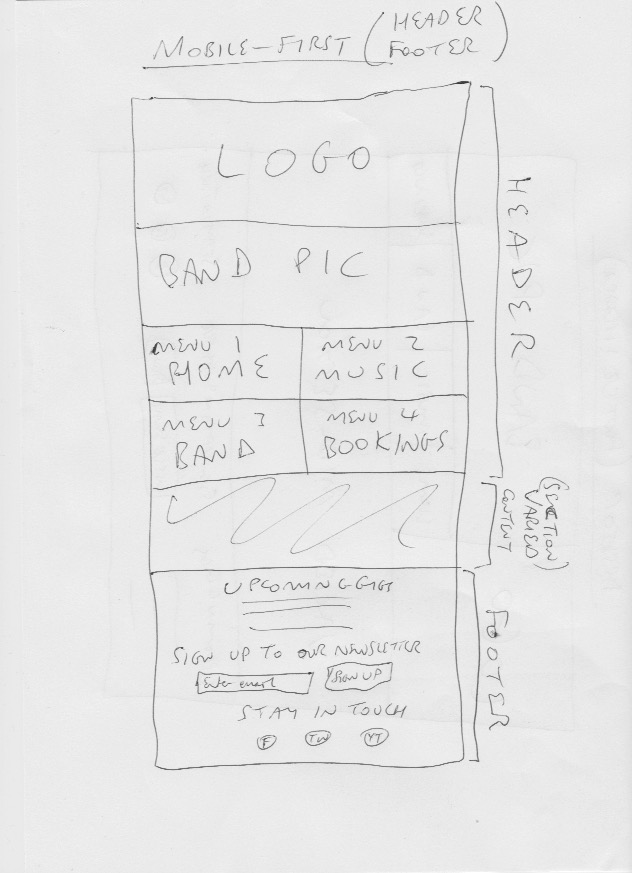 MOBILE-FIRST (HEADER
FOOTER)
LOGO
BAND PIC
MENU 1
HOME
MENU 2
MUSIC
MENU 3
BAND
MENU 4
BOOKINGS
HEADER
(SECTION)
VARIED
CONTENT
UPCOMING GIGS
SIGN UP TO OUR NEWSLETTER
Enter email
SIGN UP
STAY IN TOUCH
F
TW
YT
FOOTER